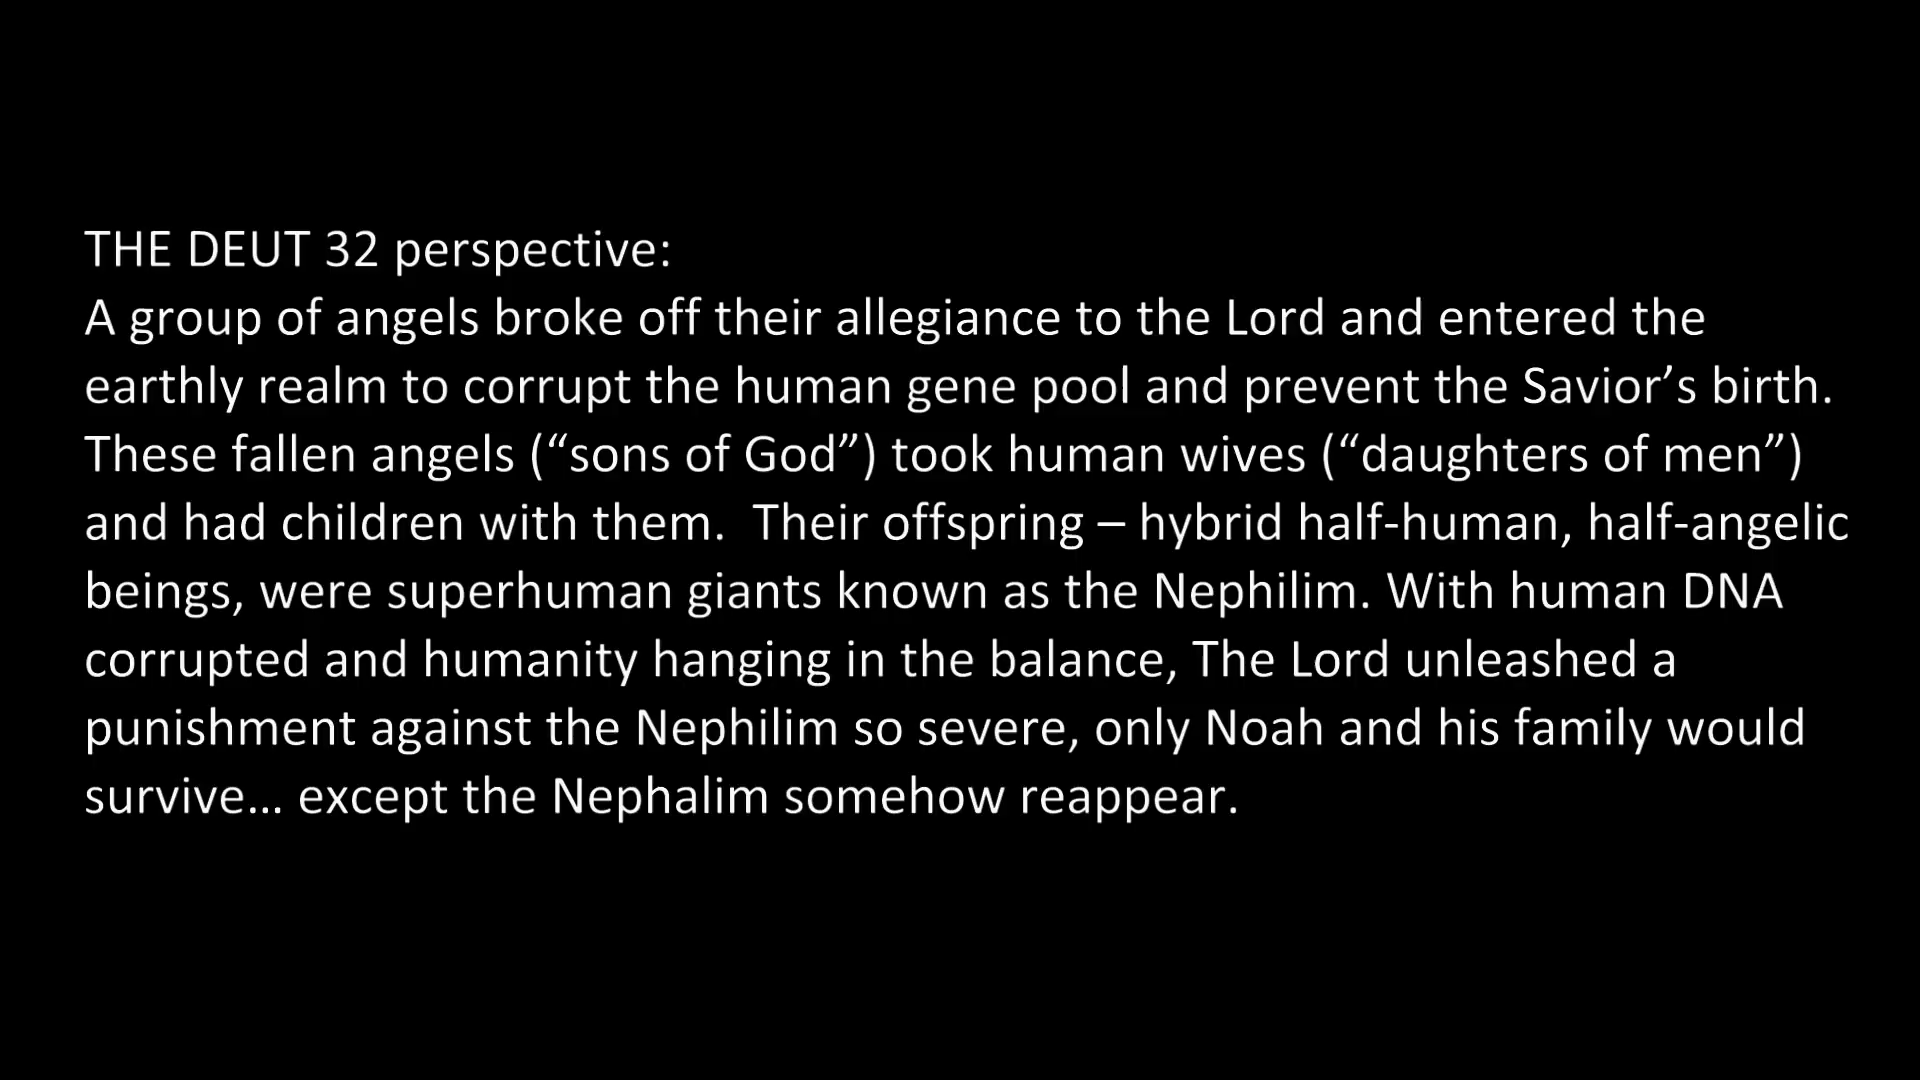 THE DEUT 32 perspective:
A group of angels broke off their allegiance to the Lord and entered the
earthly realm to corrupt the human gene pool and prevent the Savior’s birth.
These fallen angels (“sons of God”) took human wives (“daughters of men”)
and had children with them.  Their offspring – hybrid half-human, half-angelic
beings, were superhuman giants known as the Nephilim. With human DNA
corrupted and humanity hanging in the balance, The Lord unleashed a
punishment against the Nephilim so severe, only Noah and his family would
survive… except the Nephalim somehow reappear.